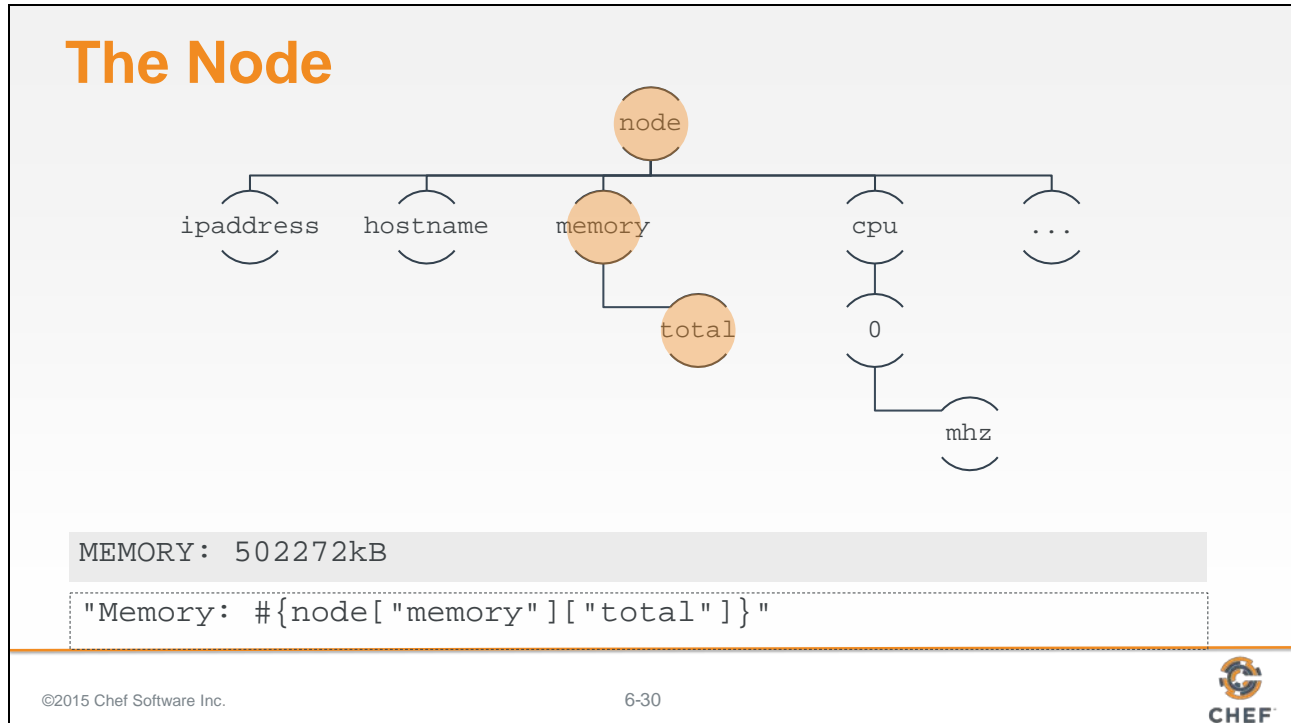 The Node
node
ipaddress hostname memory cpu ...
total 0
mhz
MEMORY: 502272kB
"Memory: #{node["memory"]["total"]}"
©2015 Chef Software Inc. 6-30
CHEF